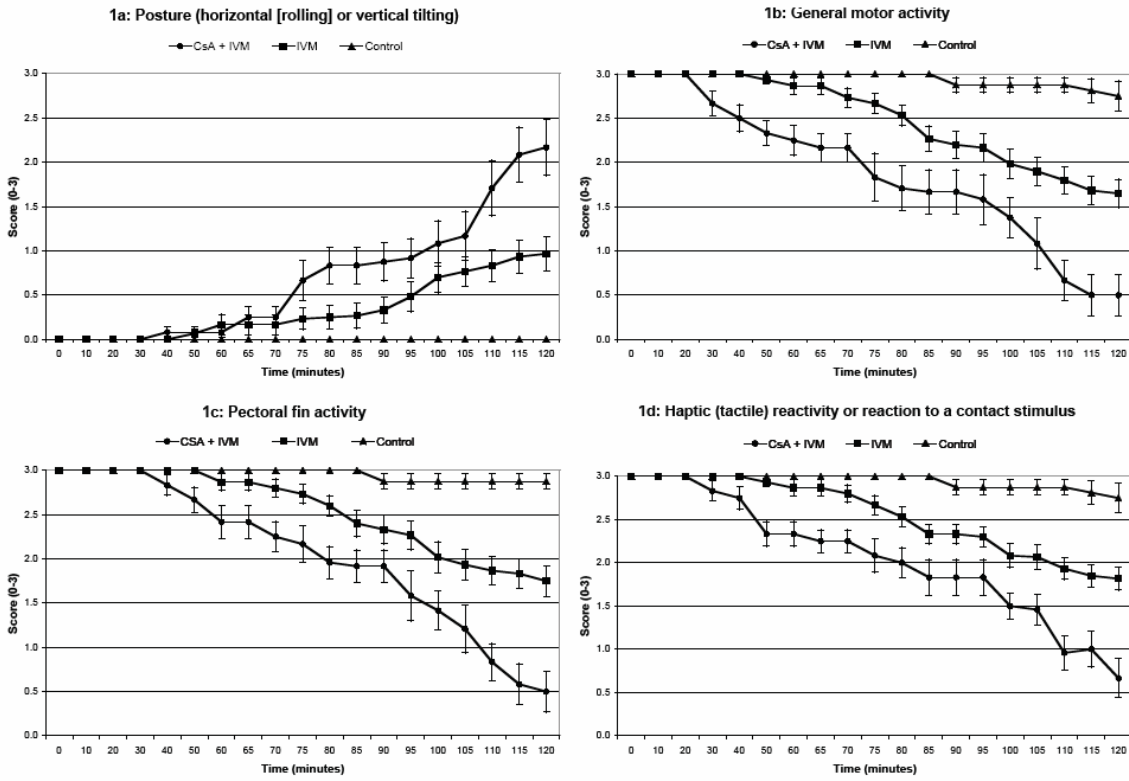 1a: Posture (horizontal [rolling] or vertical tilting)
CsA + IVM IVM Control
3.0
2.5
2.0
1.5
1.0
0.5
0.0
Score (0-3)
0 10 20 30 40 50 60 65 70 75 80 85 90 95 100 105 110 115 120
Time (minutes)
1b: General motor activity
CsA + IVM IVM Control
3.0
2.5
2.0
1.5
1.0
0.5
0.0
Score (0-3)
0 10 20 30 40 50 60 65 70 75 80 85 90 95 100 105 110 115 120
Time (minutes)
1c: Pectoral fin activity
CSA + IVM IVM Control
3.0
2.5
2.0
1.5
1.0
0.5
0.0
Score (0-3)
0 10 20 30 40 50 60 65 70 75 80 85 90 95 100 105 110 115 120
Time (minutes)
1d: Haptic (tactile) reactivity or reaction to a contact stimulus
CsA + IVM IVM Control
3.0
2.5
2.0
1.5
1.0
0.5
0.0
Score (0-3)
0 10 20 30 40 50 60 65 70 75 80 85 90 95 100 105 110 115 120
Time (minutes)